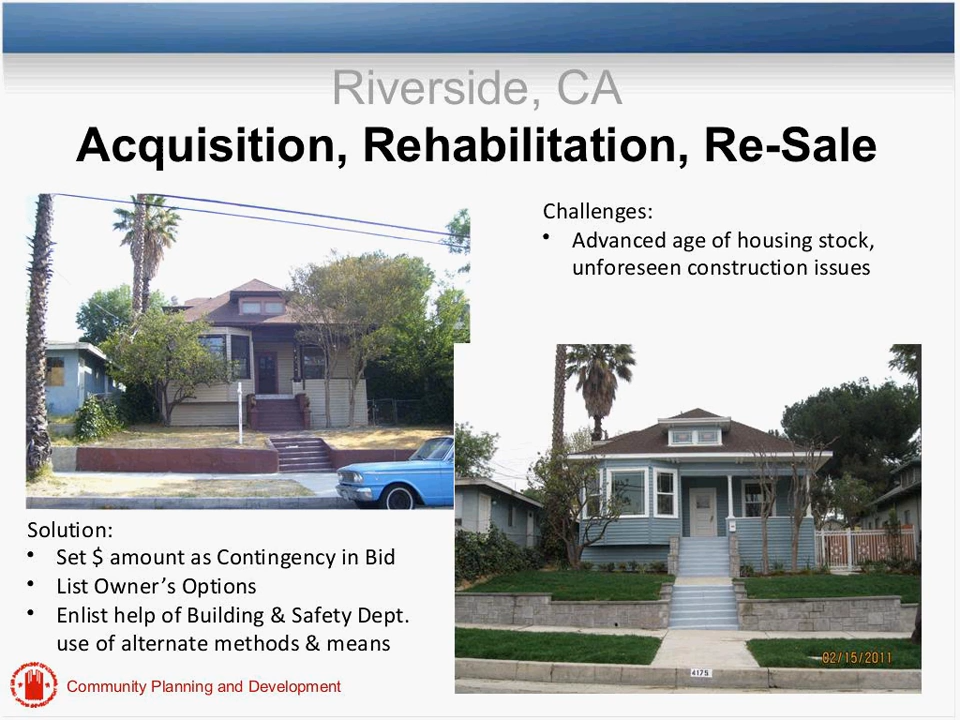 Riverside, CA
Acquisition, Rehabilitation, Re-Sale
Challenges:
• Advanced age of housing stock,
unforeseen construction issues
Solution:
• Set $ amount as Contingency in Bid
• List Owner’s Options
• Enlist help of Building & Safety Dept.
use of alternate methods & means
02/15/2011
4175
Community Planning and Development